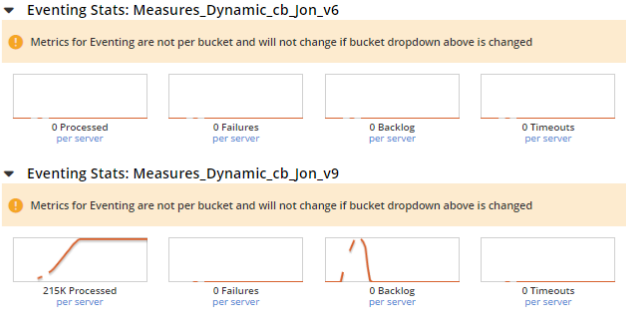 Eventing Stats: Measures_Dynamic_cb_Jon_v6
Metrics for Eventing are not per bucket and will not change if bucket dropdown above is changed
0 Processed 0 Failures 0 Backlog 0 Timeouts
per server per server per server per server
Eventing Stats: Measures_Dynamic_cb_Jon_v9
Metrics for Eventing are not per bucket and will not change if bucket dropdown above is changed
215K Processed 0 Failures 0 Backlog 0 Timeouts
per server per server per server per server